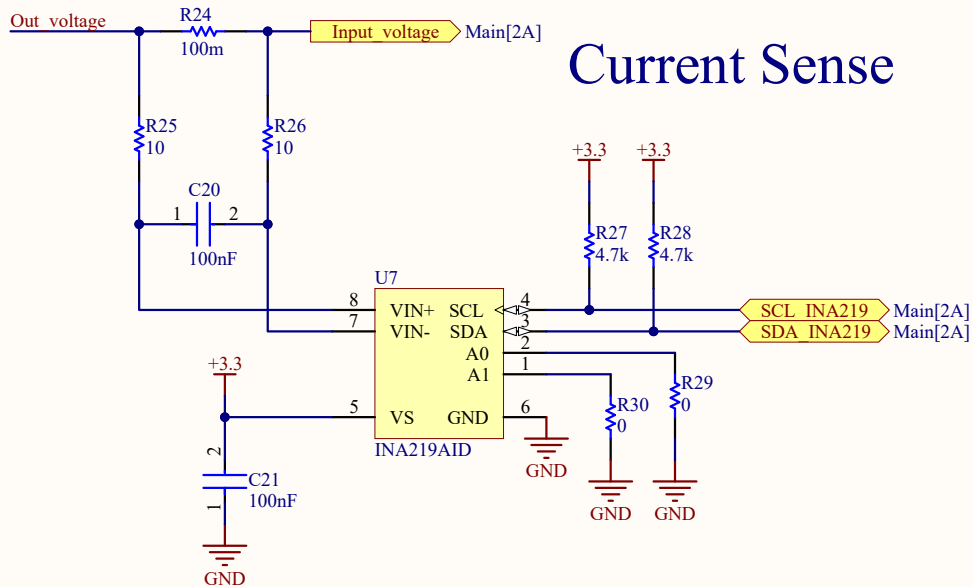 Out_voltage
R24
100m
Input_voltage
Main[2A]
Current Sense
R25
10
R26
10
C20
1
2
100nF
+3.3
+3.3
R27
4.7k
R28
4.7k
U7
8
VIN+
SCL
4
7
VIN-
SDA
3
A0
2
A1
1
5
VS
GND
6
INA219AID
SCL_INA219
Main[2A]
SDA_INA219
Main[2A]
R29
0
R30
0
GND
GND
GND
+3.3
2
C21
100nF
1
GND